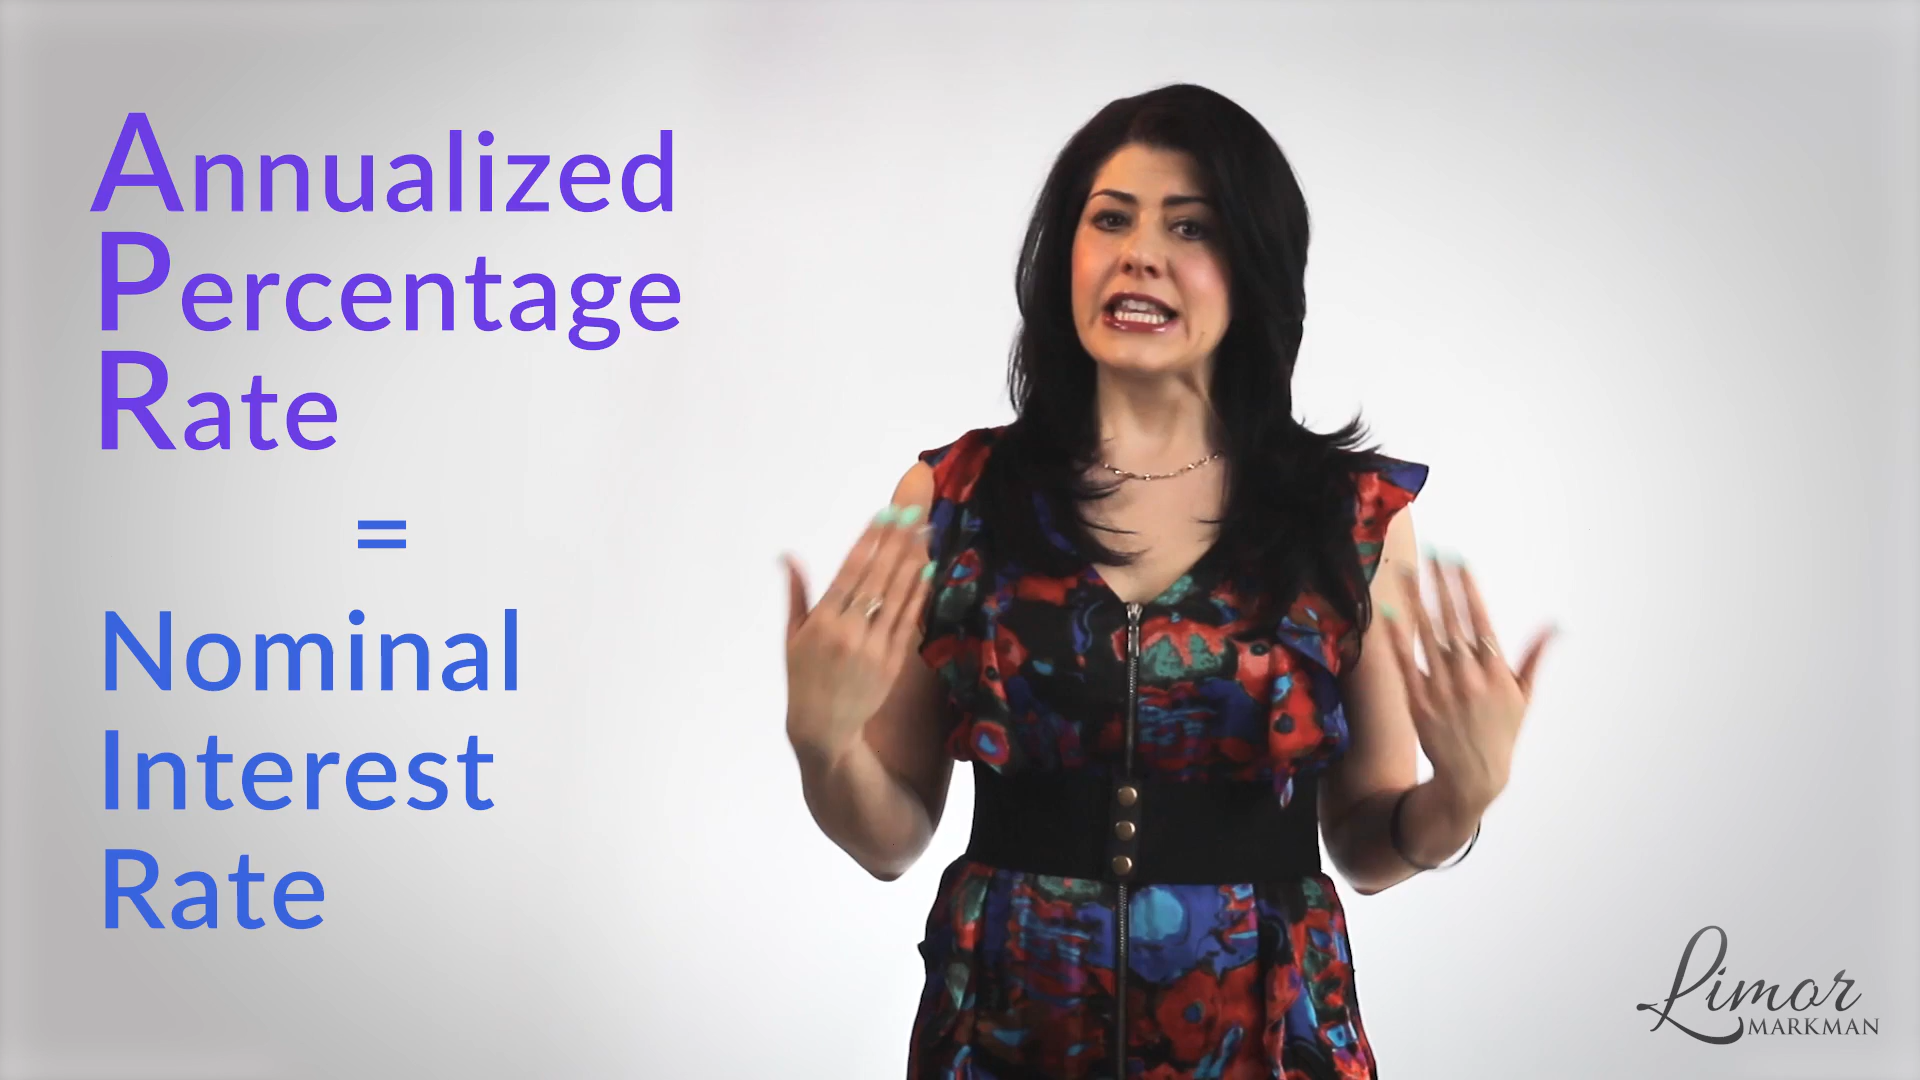 Annualized
Percentage
Rate
=
Nominal
Interest
Rate
Limor
MARKMAN